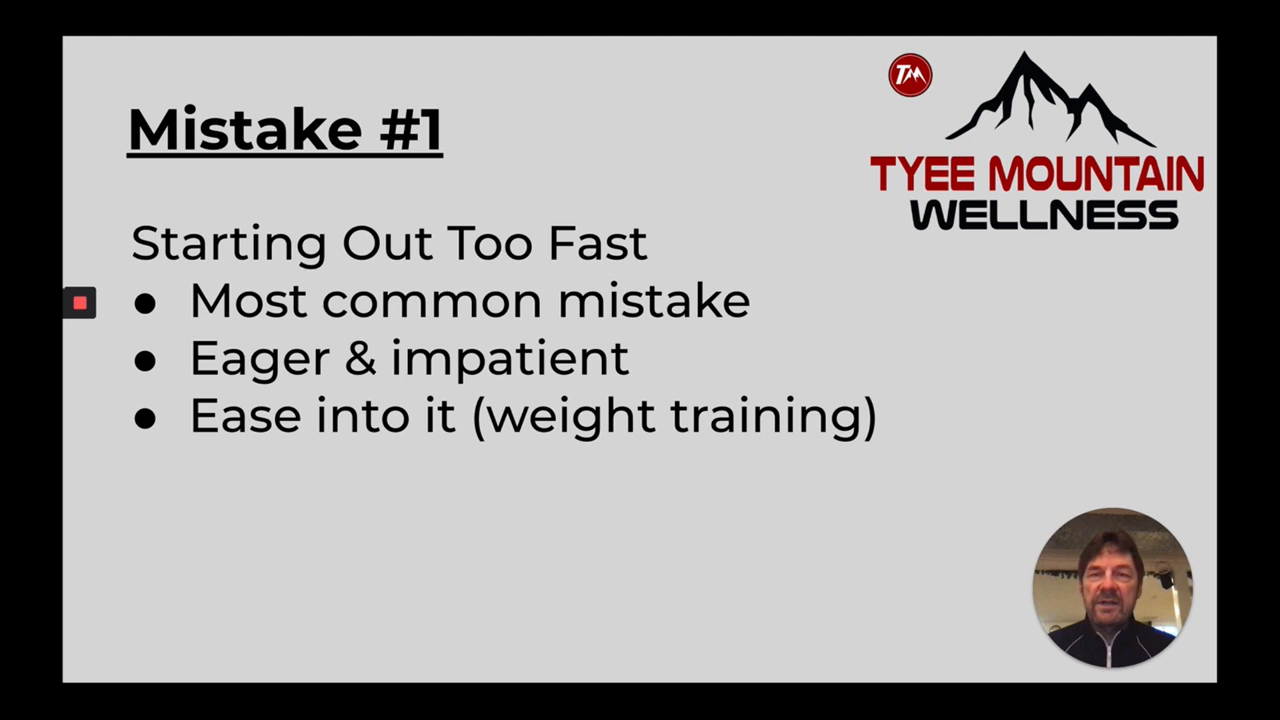 Mistake #1
TM
TYEE MOUNTAIN
WELLNESS
Starting Out Too Fast
● Most common mistake
● Eager & impatient
● Ease into it (weight training)